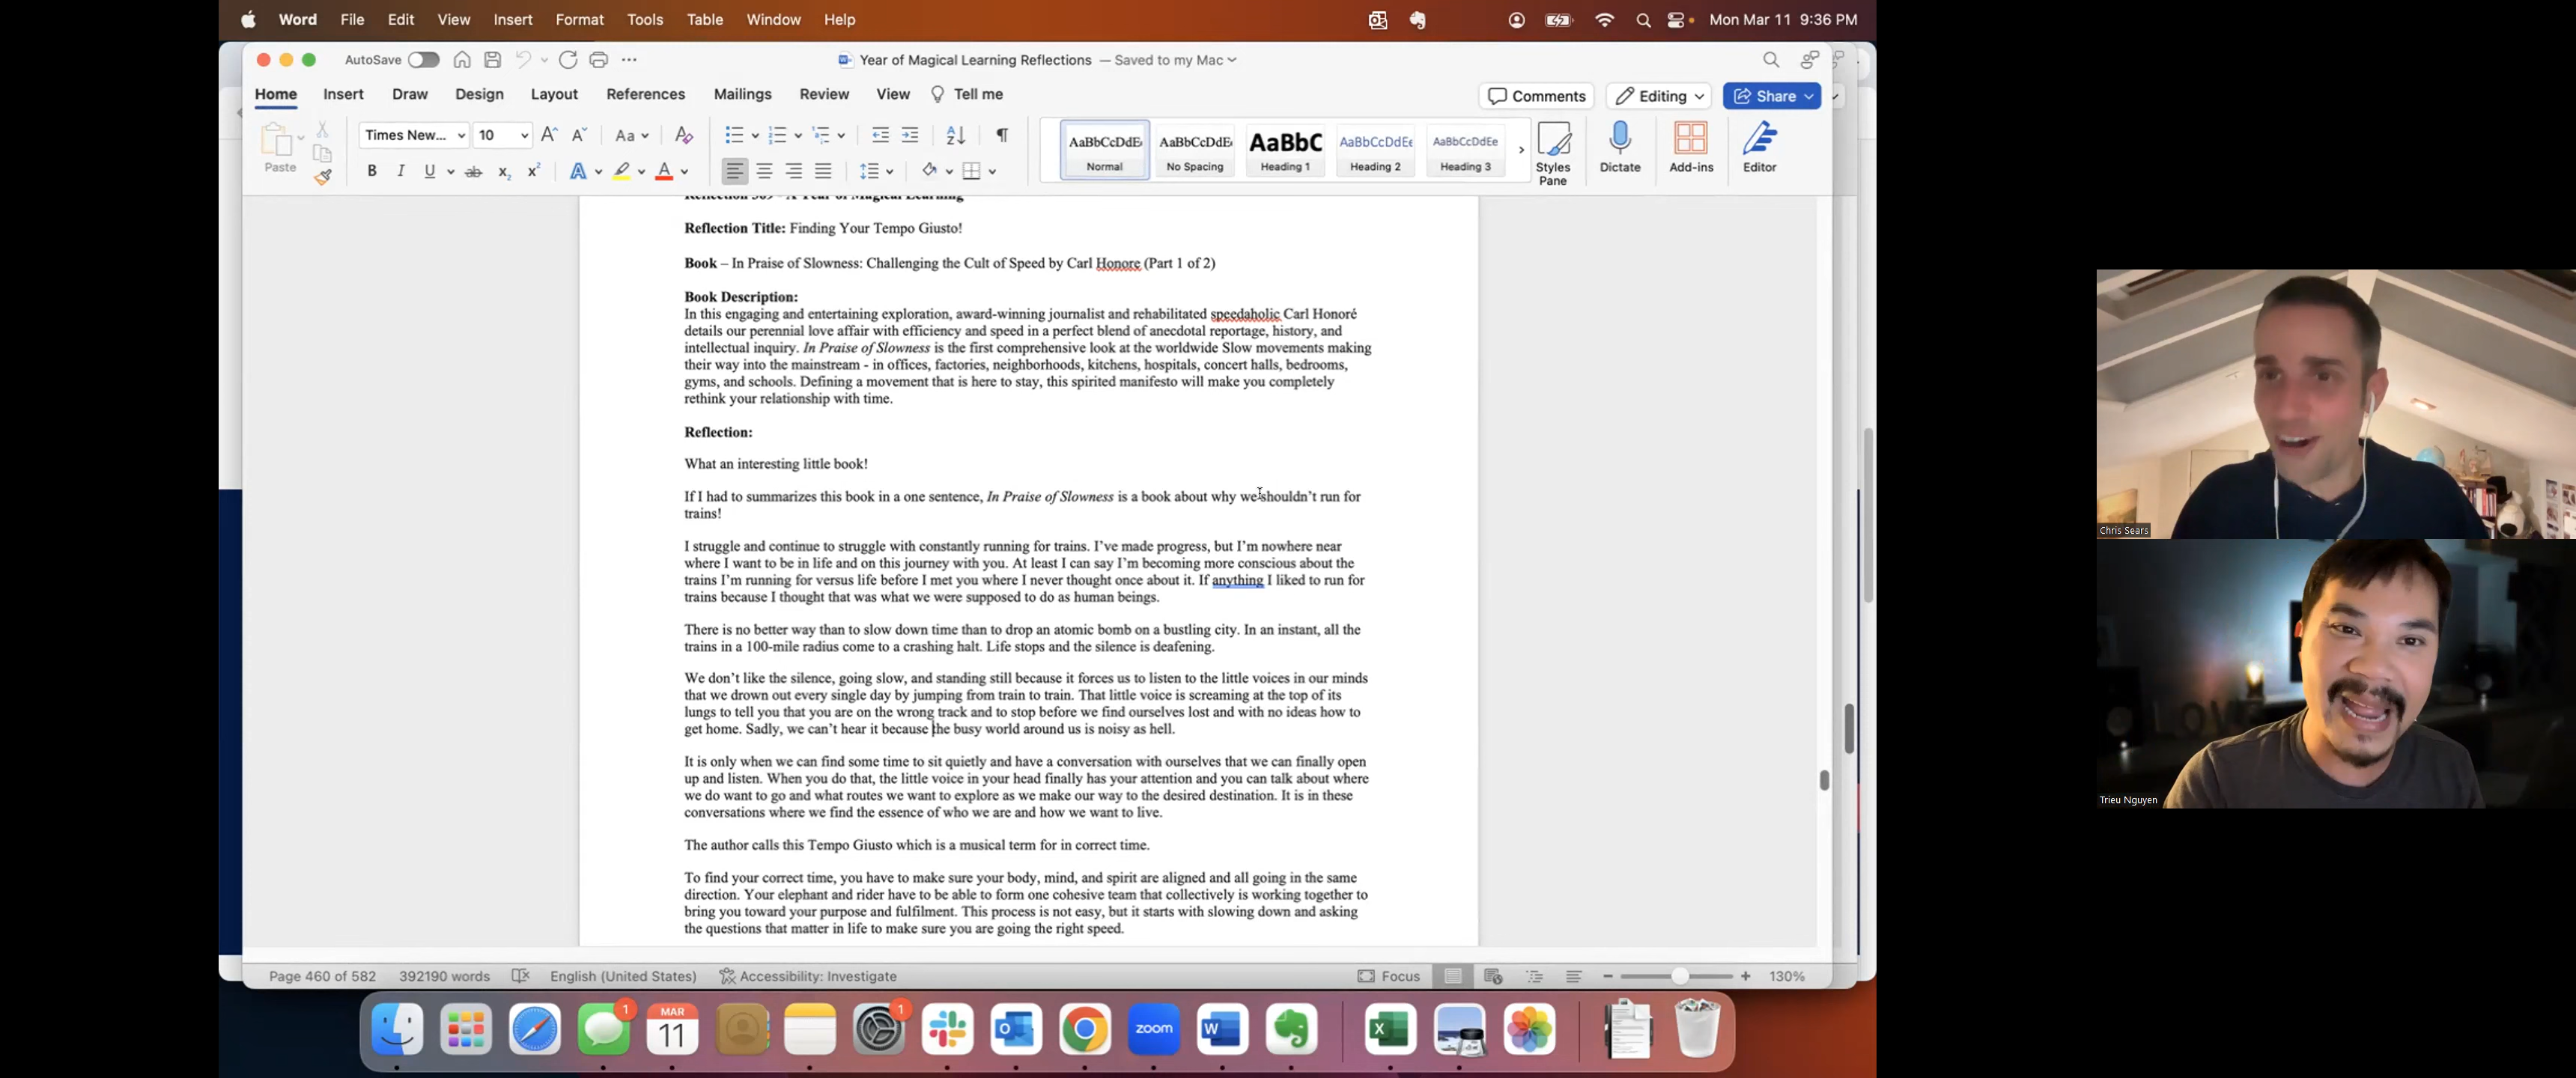 Word File Edit View Insert Format Tools Table Window Help Mon Mar 11 9:36 PM
AutoSave Year of Magical Learning Reflections — Saved to my Mac
Home Insert Draw Design Layout References Mailings Review View Tell me Comments Editing Share
Paste Times New... 10 Aa AaBbCcDdEe AaBbCcDdEe AaBbC AaBbCcDdEe AaBbCcDdEe
Normal No Spacing Heading 1 Heading 2 Heading 3 Styles Pane Dictate Add-ins Editor
Reflection 369 - A Year of Magical Learning
Reflection Title: Finding Your Tempo Giusto!
Book – In Praise of Slowness: Challenging the Cult of Speed by Carl Honore (Part 1 of 2)
Book Description:
In this engaging and entertaining exploration, award-winning journalist and rehabilitated speedaholic Carl Honoré
details our perennial love affair with efficiency and speed in a perfect blend of anecdotal reportage, history, and
intellectual inquiry. In Praise of Slowness is the first comprehensive look at the worldwide Slow movements making
their way into the mainstream - in offices, factories, neighborhoods, kitchens, hospitals, concert halls, bedrooms,
gyms, and schools. Defining a movement that is here to stay, this spirited manifesto will make you completely
rethink your relationship with time.
Reflection:
What an interesting little book!
If I had to summarizes this book in a one sentence, In Praise of Slowness is a book about why we shouldn't run for
trains!
I struggle and continue to struggle with constantly running for trains. I've made progress, but I'm nowhere near
where I want to be in life and on this journey with you. At least I can say I'm becoming more conscious about the
trains I'm running for versus life before I met you where I never thought once about it. If anything I liked to run for
trains because I thought that was what we were supposed to do as human beings.
There is no better way than to slow down time than to drop an atomic bomb on a bustling city. In an instant, all the
trains in a 100-mile radius come to a crashing halt. Life stops and the silence is deafening.
We don't like the silence, going slow, and standing still because it forces us to listen to the little voices in our minds
that we drown out every single day by jumping from train to train. That little voice is screaming at the top of its
lungs to tell you that you are on the wrong track and to stop before we find ourselves lost and with no ideas how to
get home. Sadly, we can't hear it because the busy world around us is noisy as hell.
It is only when we can find some time to sit quietly and have a conversation with ourselves that we can finally open
up and listen. When you do that, the little voice in your head finally has your attention and you can talk about where
we do want to go and what routes we want to explore as we make our way to the desired destination. It is in these
conversations where we find the essence of who we are and how we want to live.
The author calls this Tempo Giusto which is a musical term for in correct time.
To find your correct time, you have to make sure your body, mind, and spirit are aligned and all going in the same
direction. Your elephant and rider have to be able to form one cohesive team that collectively is working together to
bring you toward your purpose and fulfilment. This process is not easy, but it starts with slowing down and asking
the questions that matter in life to make sure you are going the right speed.
Page 460 of 582 392190 words English (United States) Accessibility: Investigate Focus 130%
1 MAR 11 1 zoom
Chris Sears
Trieu Nguyen